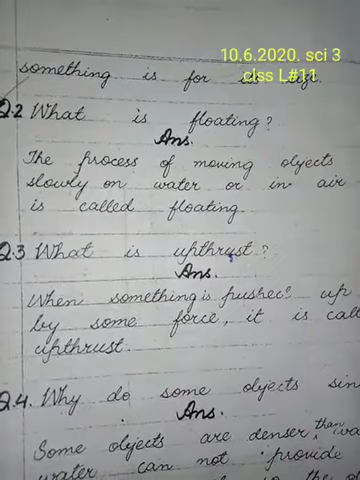 10.6.2020. sci 3
clss L#11
something is for its size.
Q.2 What is floating?
Ans.
The process of moving objects
slowly on water or in air
is called floating.
Q.3 What is upthrust?
Ans.
When something is pushed up
by some force, it is call
upthrust.
Q.4. Why do some objects sin
Ans.
Some objects are denser, than wa
water can not provide